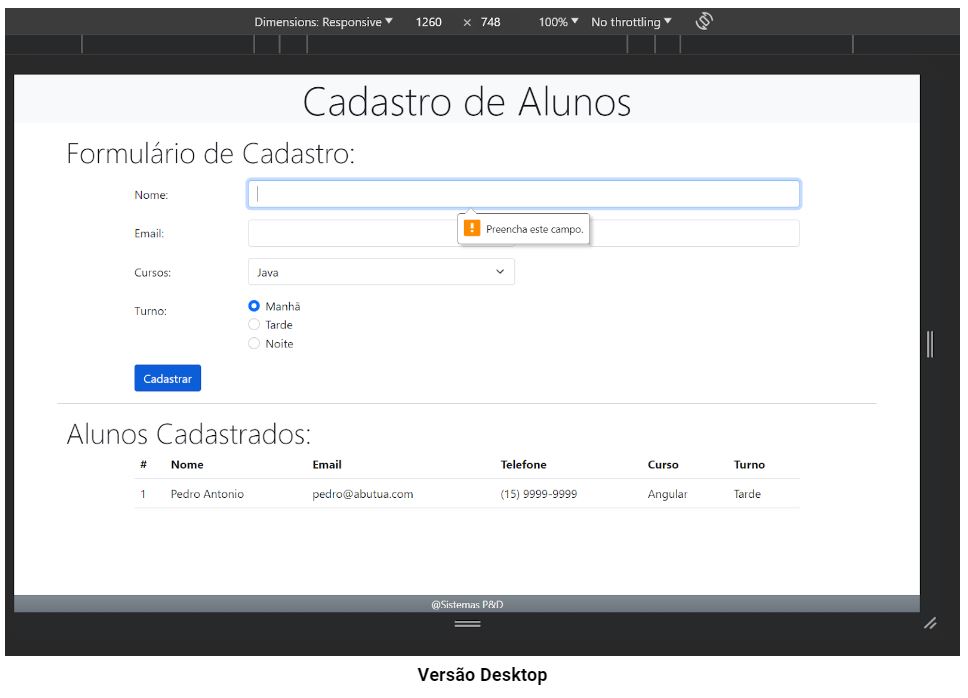 Dimensions: Responsive 1260 × 748 100% No throttling
Cadastro de Alunos
Formulário de Cadastro:
Nome:
Preencha este campo.
Email:
Cursos: Java
Turno: Manhã
Tarde
Noite
Cadastrar
Alunos Cadastrados:
# Nome Email Telefone Curso Turno
1 Pedro Antonio pedro@abutua.com (15) 9999-9999 Angular Tarde
@Sistemas P&D
Versão Desktop